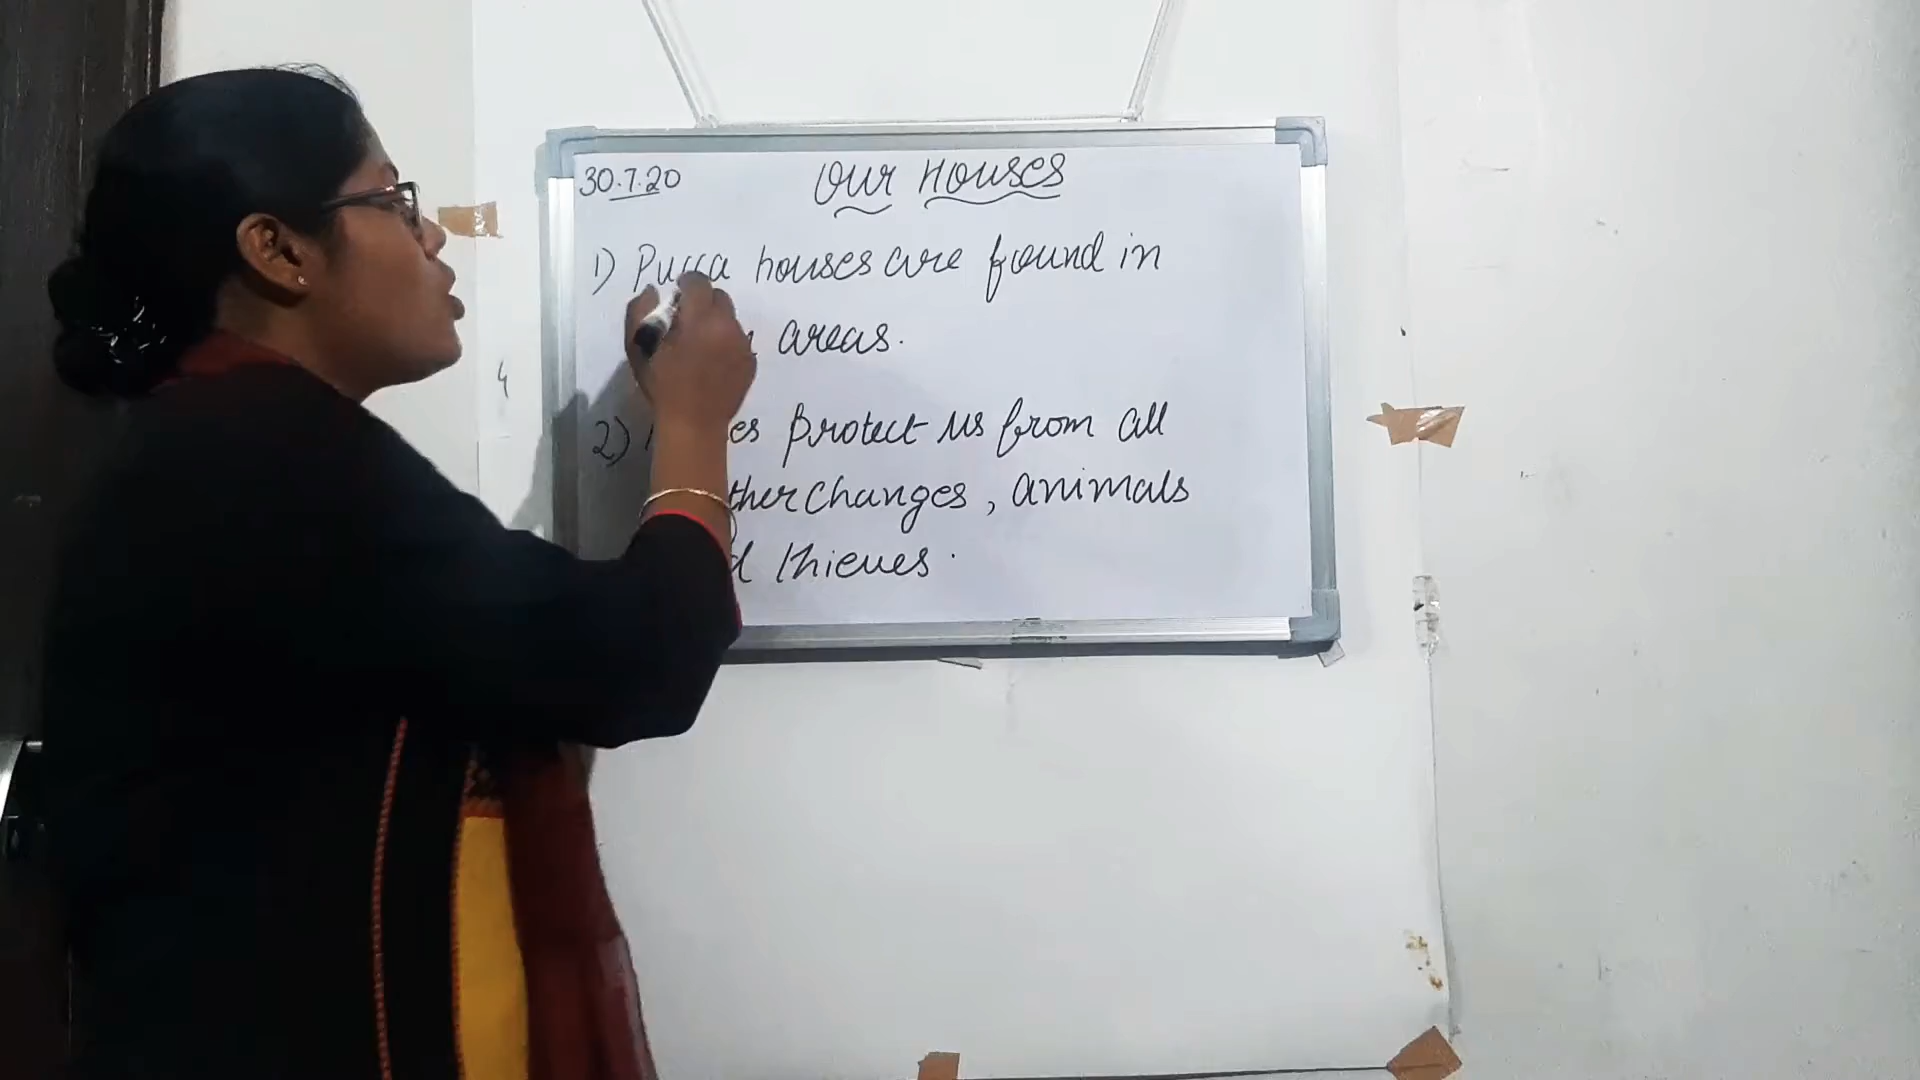 30.7.20
Our Houses
1) Pucca houses are found in
areas.
2) protect us from all
changes, animals
thieves.